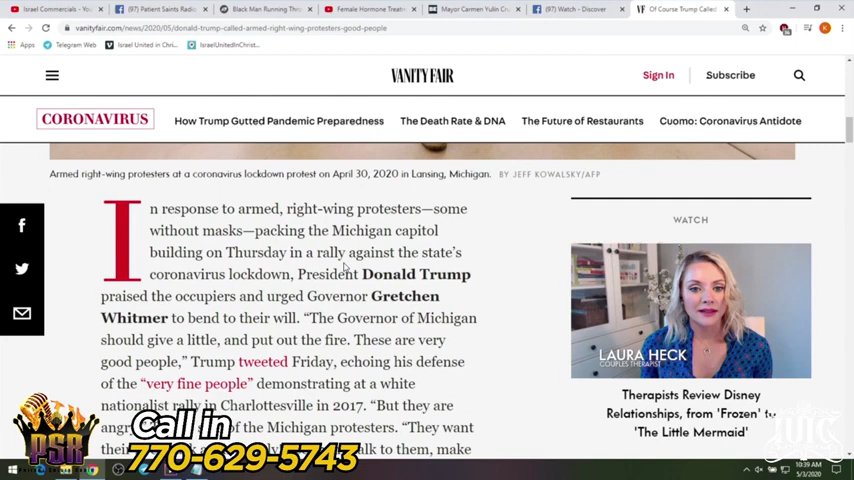 Israel Commercials - You
(97) Patient Saints Radi
Black Man Running Thr
Female Hormone Treat
Mayor Carmen Yulin Cru
(97) Watch - Discover
Of Course Trump Called
vanityfair.com/news/2020/05/donald-trump-called-armed-right-wing-protesters-good-people
Apps
Telegram Web
Israel United in Chri...
IsraelUnitedInChrist...
VANITY FAIR
Sign In
Subscribe
CORONAVIRUS
How Trump Gutted Pandemic Preparedness
The Death Rate & DNA
The Future of Restaurants
Cuomo: Coronavirus Antidote
Armed right-wing protesters at a coronavirus lockdown protest on April 30, 2020 in Lansing, Michigan. BY JEFF KOWALSKY/AFP
In response to armed, right-wing protesters—some
without masks—packing the Michigan capitol
building on Thursday in a rally against the state's
coronavirus lockdown, President Donald Trump
praised the occupiers and urged Governor Gretchen
Whitmer to bend to their will. “The Governor of Michigan
should give a little, and put out the fire. These are very
good people,” Trump tweeted Friday, echoing his defense
of the “very fine people” demonstrating at a white
nationalist rally in Charlottesville in 2017. “But they are
of the Michigan protesters. “They want
talk to them, make
WATCH
LAURA HECK
COUPLES THERAPIST
Therapists Review Disney
Relationships, from 'Frozen' to
'The Little Mermaid'
PSR
Call in
770-629-5743
IUIC
10:39 AM
5/3/2020